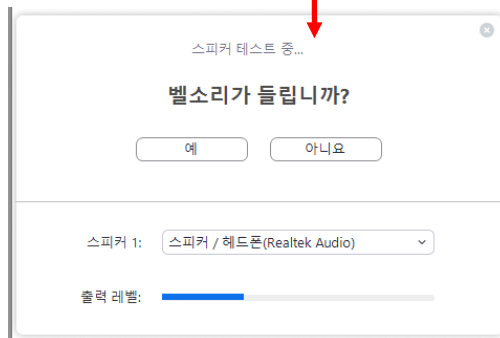 스피커 테스트 중...
벨소리가 들립니까?
예 아니요
스피커 1: 스피커 / 헤드폰(Realtek Audio)
출력 레벨: